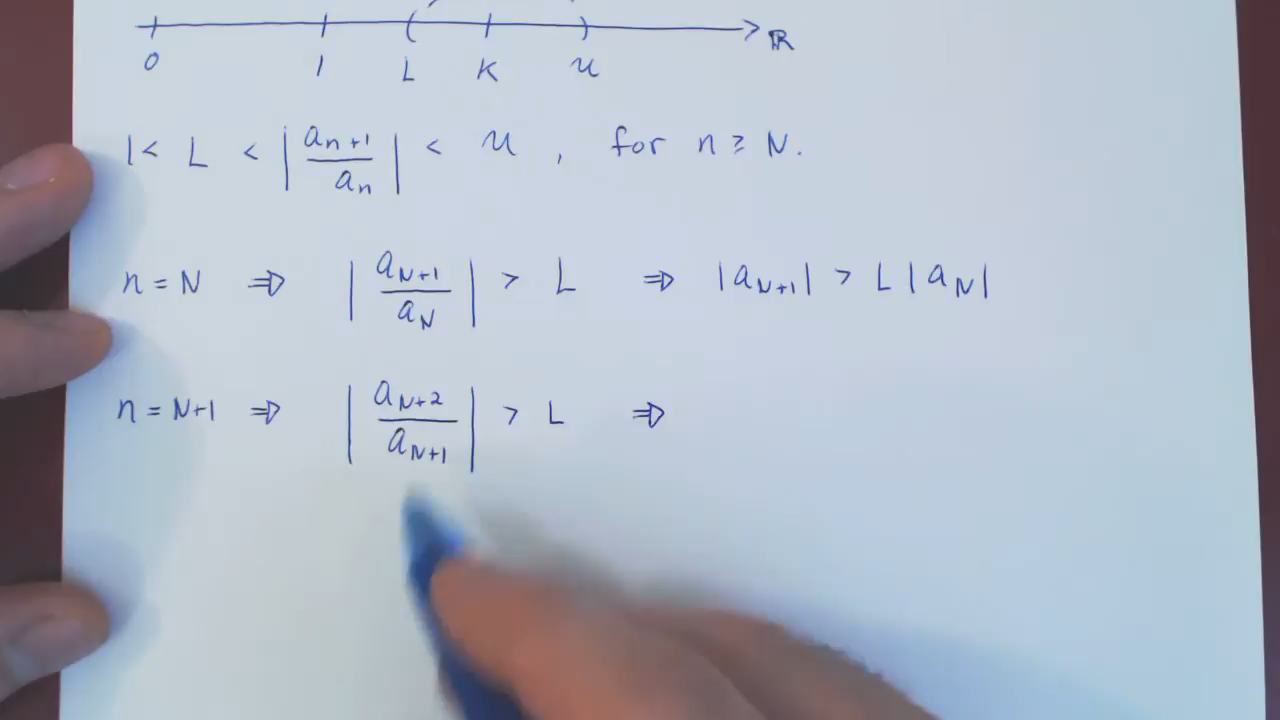 ℝ
0 1 L K u
1 < L < |a_{n+1}/a_n| < u , for n ≥ N.
n = N ⇒ |a_{N+1}/a_N| > L ⇒ |a_{N+1}| > L |a_N|
n = N+1 ⇒ |a_{N+2}/a_{N+1}| > L ⇒